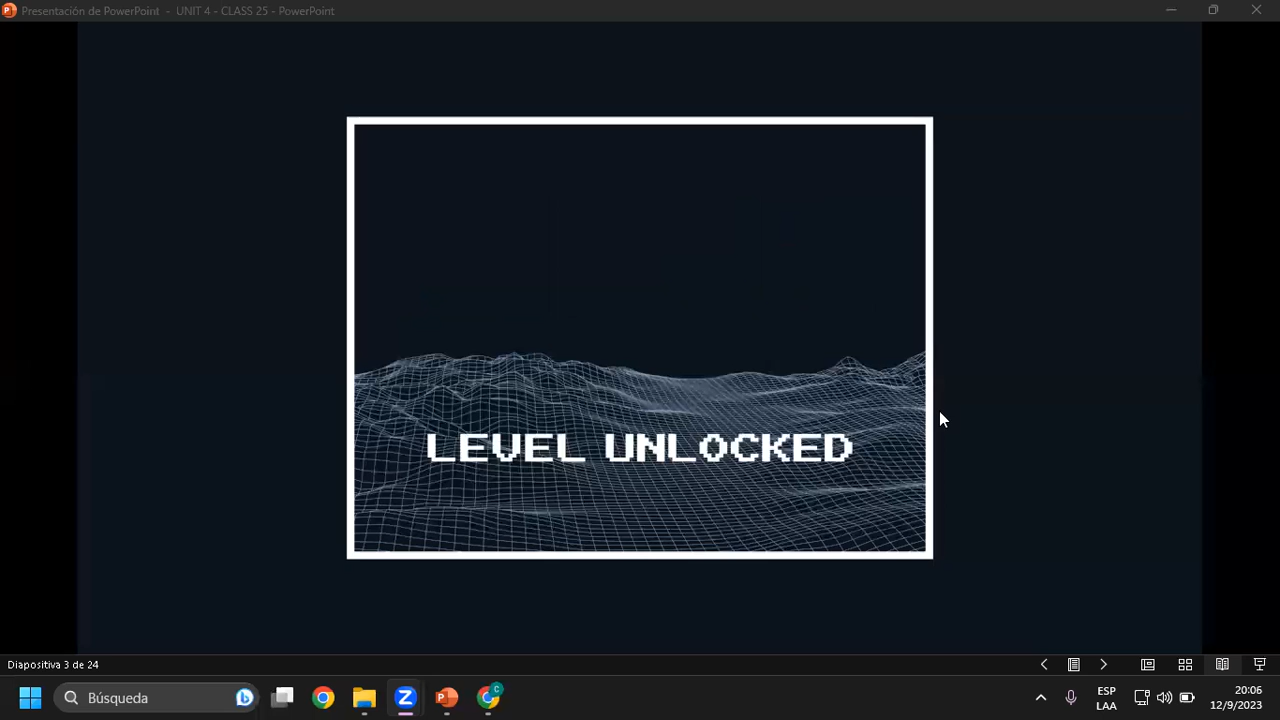 Presentación de PowerPoint - UNIT 4 - CLASS 25 - PowerPoint
LEVEL UNLOCKED
Diapositiva 3 de 24
Búsqueda
C
ESP
LAA
20:06
12/9/2023